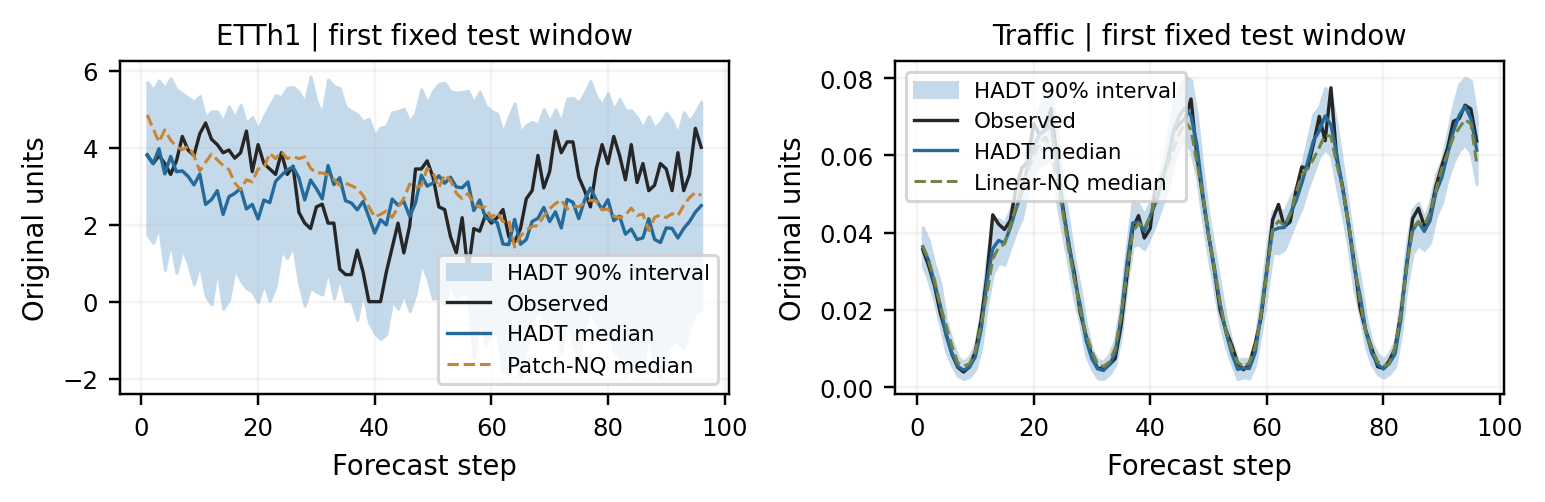 ETTh1 | first fixed test window
6
4
2
0
−2
Original units
HADT 90% interval
Observed
HADT median
Patch-NQ median
0 20 40 60 80 100
Forecast step
Traffic | first fixed test window
0.08
0.06
0.04
0.02
0.00
Original units
HADT 90% interval
Observed
HADT median
Linear-NQ median
0 20 40 60 80 100
Forecast step